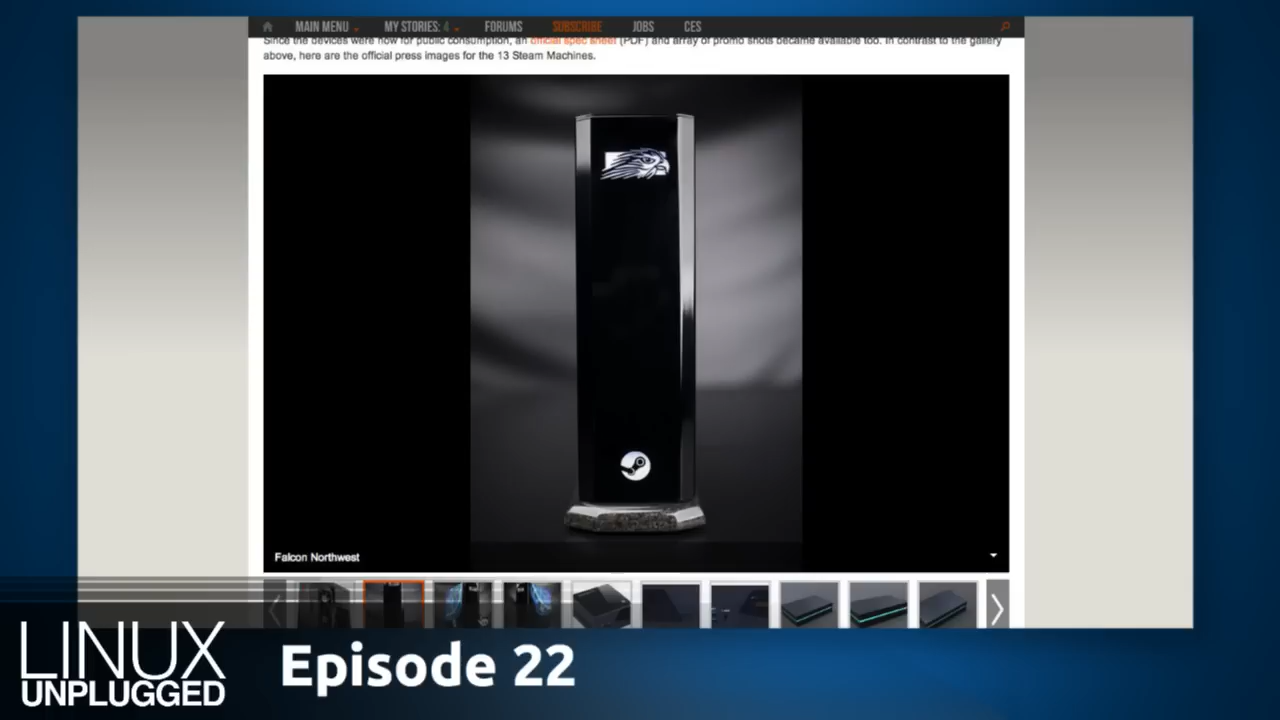 MAIN MENU MY STORIES: 4 FORUMS SUBSCRIBE JOBS CES
Since the devices were now for public consumption, an official spec sheet (PDF) and array of promo shots became available too. In contrast to the gallery
above, here are the official press images for the 13 Steam Machines.
Falcon Northwest
LINUX
UNPLUGGED
Episode 22